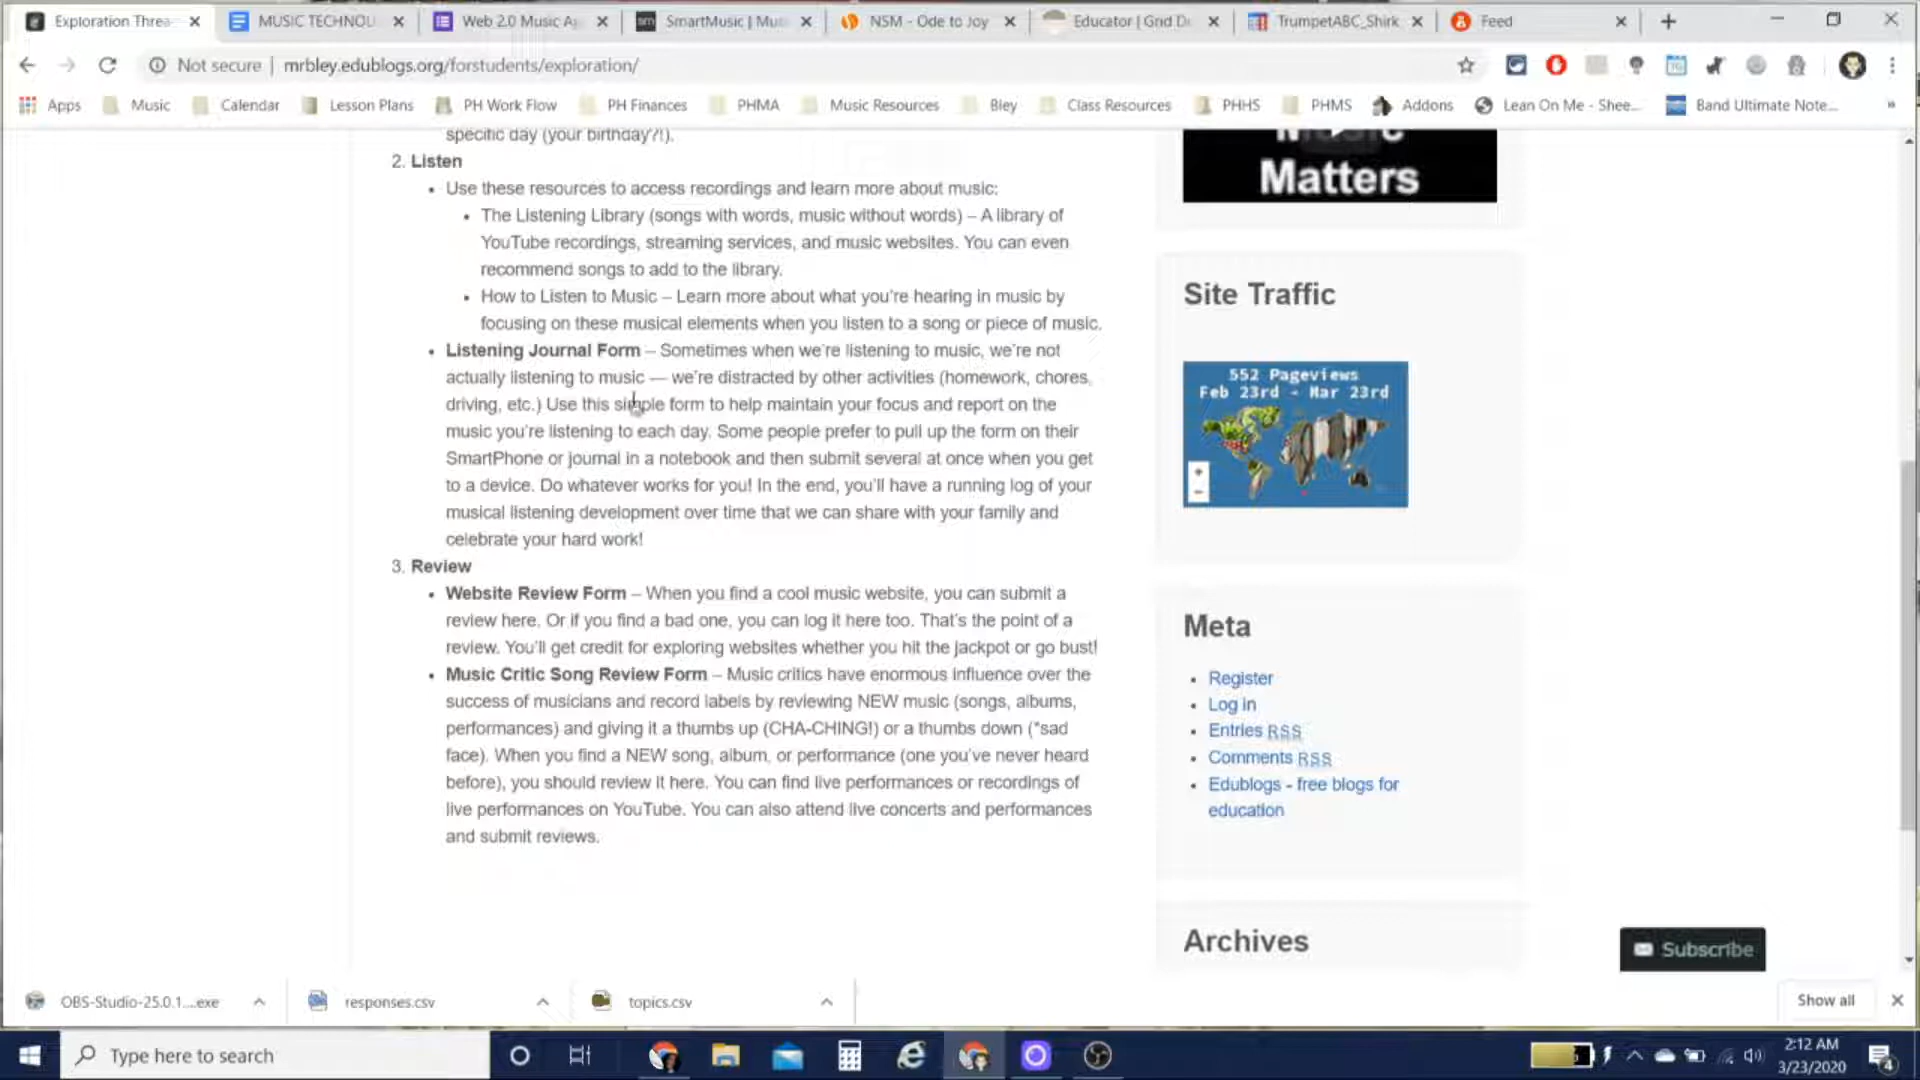 Exploration Threa
MUSIC TECHNOL
Web 2.0 Music Ap
SmartMusic | Mus
NSM - Ode to Joy
Educator | Grid D
TrumpetABC_Shirk
Feed
Not secure | mrbley.edublogs.org/forstudents/exploration/
Apps Music Calendar Lesson Plans PH Work Flow PH Finances PHMA Music Resources Bley Class Resources PHHS PHMS Addons Lean On Me - Shee... Band Ultimate Note... »
specific day (your birthday?!).
2. Listen
• Use these resources to access recordings and learn more about music:
• The Listening Library (songs with words, music without words) – A library of
YouTube recordings, streaming services, and music websites. You can even
recommend songs to add to the library.
• How to Listen to Music – Learn more about what you're hearing in music by
focusing on these musical elements when you listen to a song or piece of music.
• Listening Journal Form – Sometimes when we're listening to music, we're not
actually listening to music — we're distracted by other activities (homework, chores,
driving, etc.) Use this simple form to help maintain your focus and report on the
music you're listening to each day. Some people prefer to pull up the form on their
SmartPhone or journal in a notebook and then submit several at once when you get
to a device. Do whatever works for you! In the end, you'll have a running log of your
musical listening development over time that we can share with your family and
celebrate your hard work!
3. Review
• Website Review Form – When you find a cool music website, you can submit a
review here. Or if you find a bad one, you can log it here too. That's the point of a
review. You'll get credit for exploring websites whether you hit the jackpot or go bust!
• Music Critic Song Review Form – Music critics have enormous influence over the
success of musicians and record labels by reviewing NEW music (songs, albums,
performances) and giving it a thumbs up (CHA-CHING!) or a thumbs down (*sad
face). When you find a NEW song, album, or performance (one you've never heard
before), you should review it here. You can find live performances or recordings of
live performances on YouTube. You can also attend live concerts and performances
and submit reviews.
Music
Matters
Site Traffic
552 Pageviews
Feb 23rd - Mar 23rd
+
−
Meta
• Register
• Log in
• Entries RSS
• Comments RSS
• Edublogs - free blogs for
education
Archives
Subscribe
OBS-Studio-25.0.1....exe
responses.csv
topics.csv
Show all
Type here to search
2:12 AM
3/23/2020
4